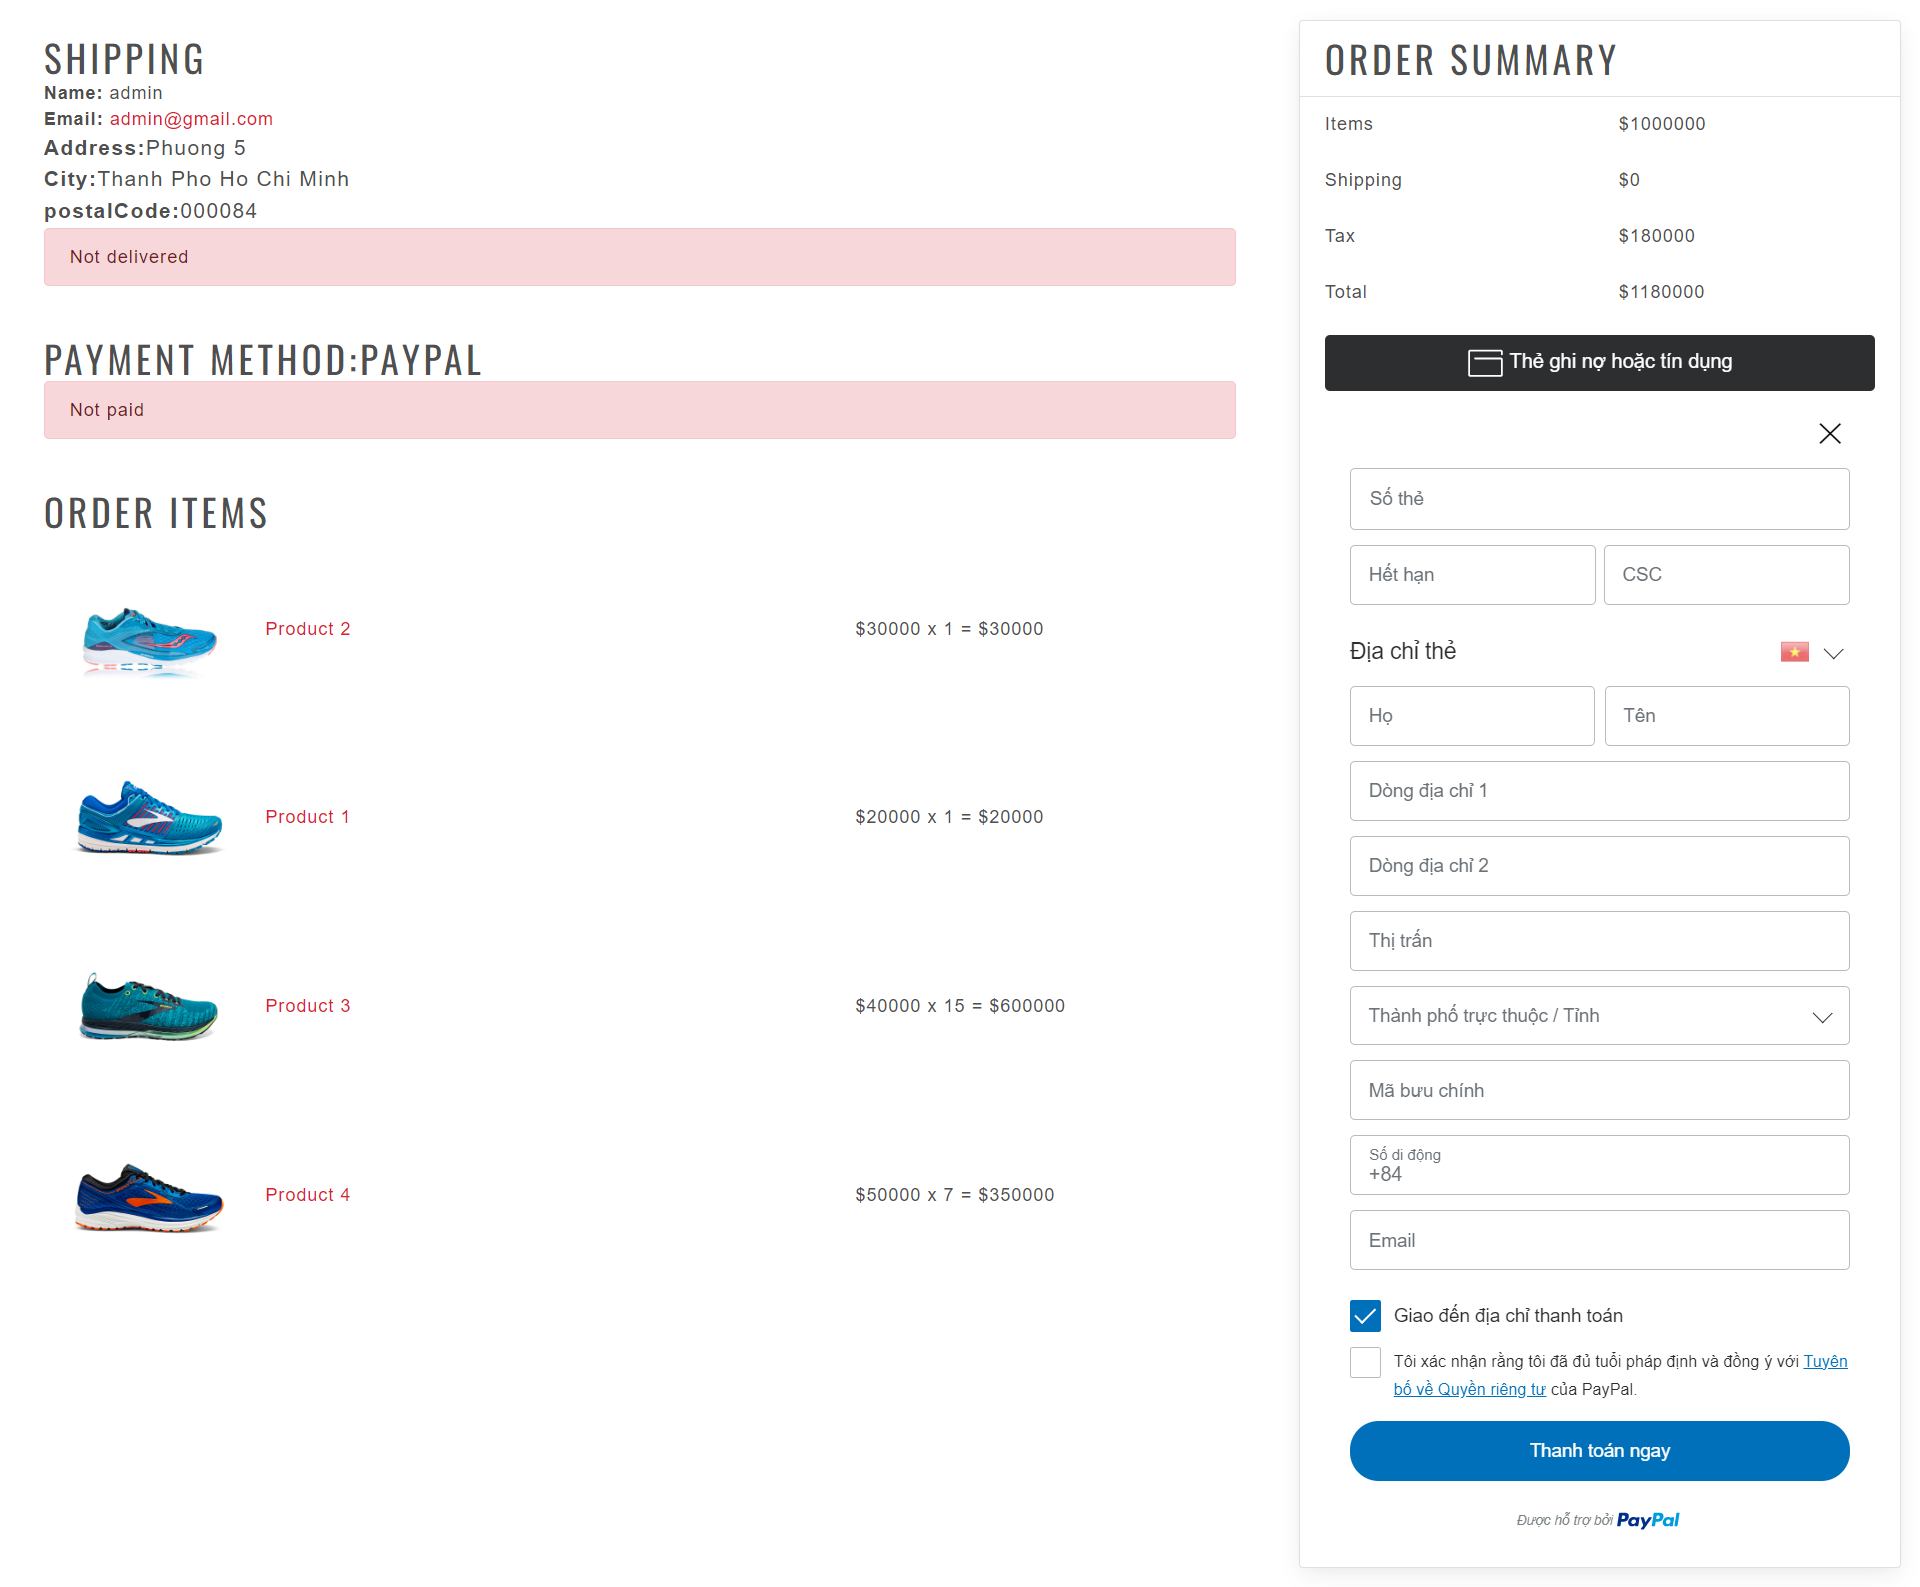 SHIPPING
Name: admin
Email: admin@gmail.com
Address:Phuong 5
City:Thanh Pho Ho Chi Minh
postalCode:000084
Not delivered
PAYMENT METHOD:PAYPAL
Not paid
ORDER ITEMS
Product 2 $30000 x 1 = $30000
Product 1 $20000 x 1 = $20000
Product 3 $40000 x 15 = $600000
Product 4 $50000 x 7 = $350000
ORDER SUMMARY
Items $1000000
Shipping $0
Tax $180000
Total $1180000
Thẻ ghi nợ hoặc tín dụng
Số thẻ
Hết hạn CSC
Địa chỉ thẻ
Họ Tên
Dòng địa chỉ 1
Dòng địa chỉ 2
Thị trấn
Thành phố trực thuộc / Tỉnh
Mã bưu chính
Số di động
+84
Email
Giao đến địa chỉ thanh toán
Tôi xác nhận rằng tôi đã đủ tuổi pháp định và đồng ý với Tuyên
bố về Quyền riêng tư của PayPal.
Thanh toán ngay
Được hỗ trợ bởi PayPal